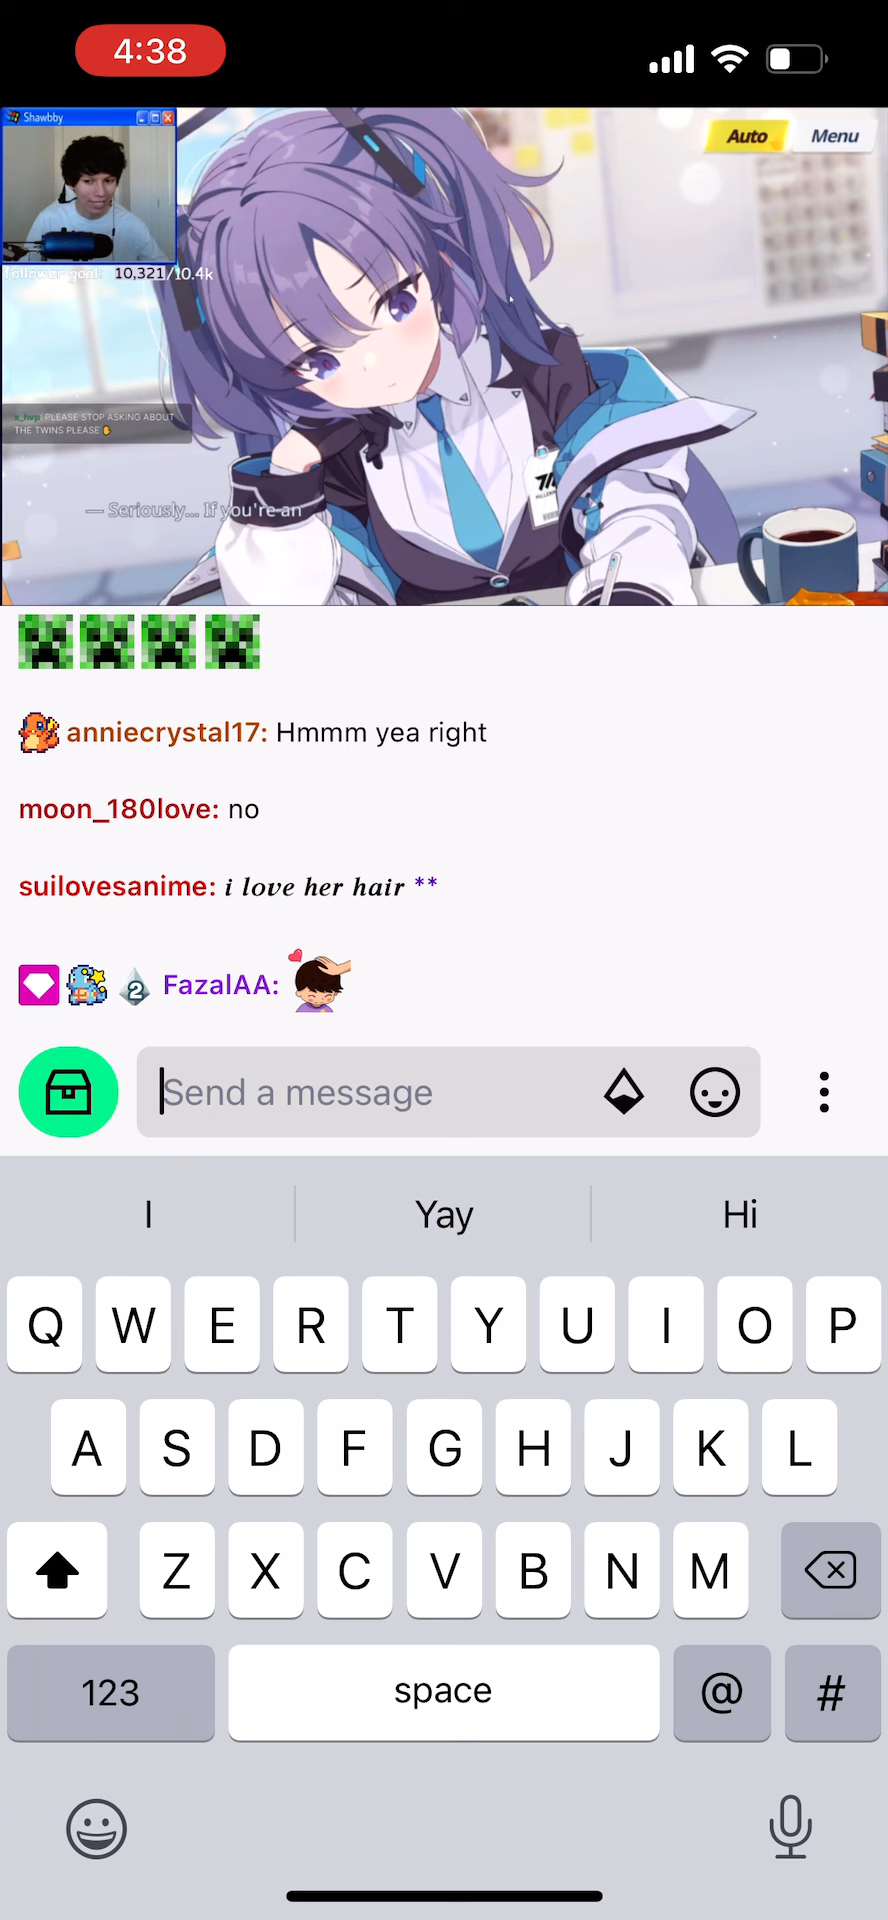 4:38
Shawbby
Auto
Menu
follower goal: 10,321/10.4k
x_hvp PLEASE STOP ASKING ABOUT
THE TWINS PLEASE
— Seriously... If you're an
anniecrystal17: Hmmm yea right
moon_180love: no
suilovesanime: i love her hair **
2 FazalAA:
Send a message
I Yay Hi
Q W E R T Y U I O P
A S D F G H J K L
Z X C V B N M
123 space @ #